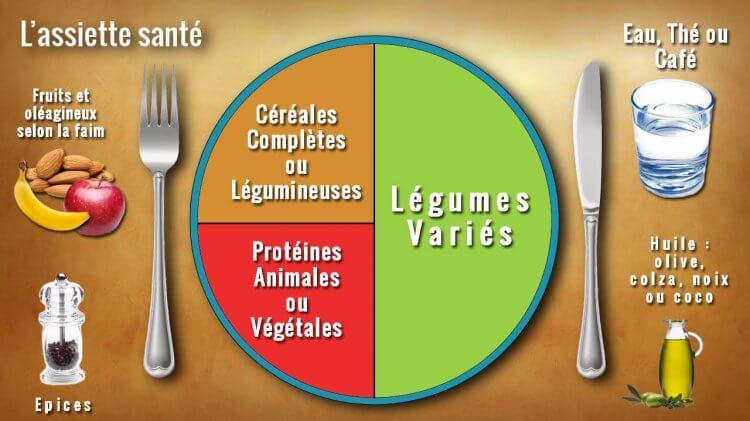 L'assiette santé
Fruits et
oléagineux
selon la faim
Epices
Céréales
Complètes
ou
Légumineuses
Protéines
Animales
ou
Végétales
Légumes
Variés
Eau, Thé ou
Café
Huile :
olive,
colza, noix
ou coco